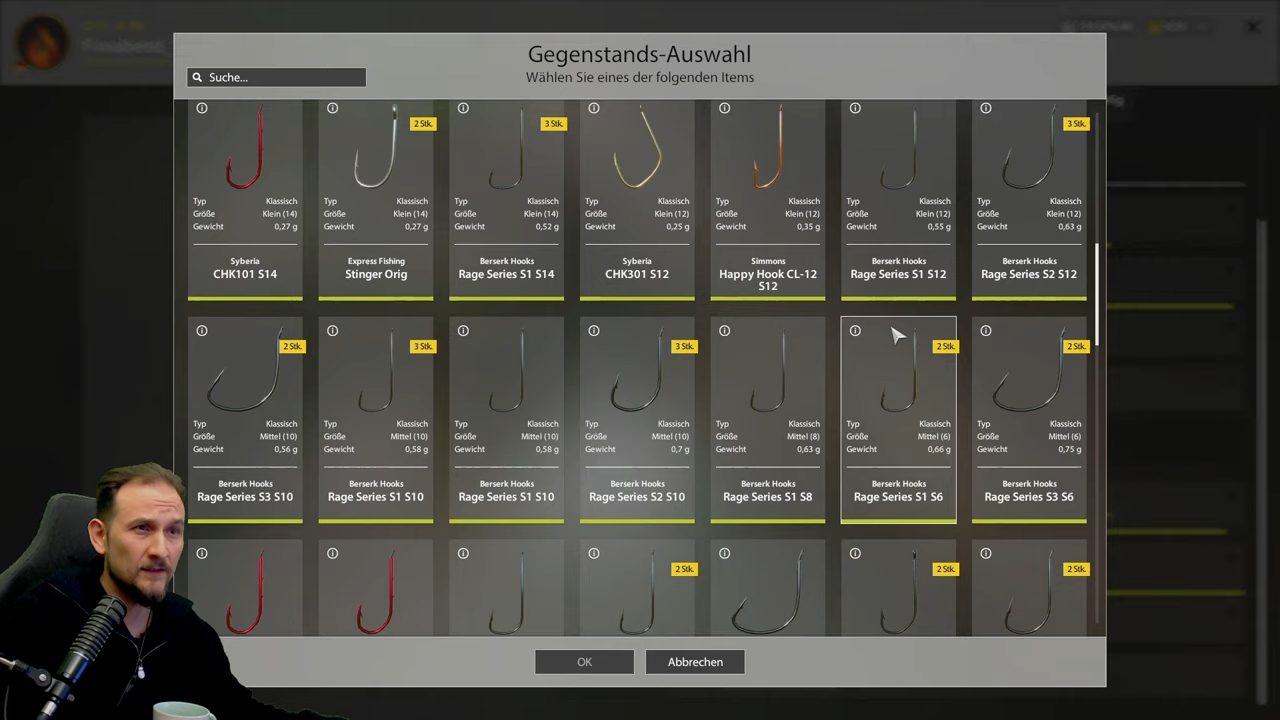 Gegenstands-Auswahl
Wählen Sie eines der folgenden Items
Suche...
2 Stk.
3 Stk.
3 Stk.
Typ Klassisch
Größe Klein (14)
Gewicht 0,27 g
Syberia
CHK101 S14
Typ Klassisch
Größe Klein (14)
Gewicht 0,27 g
Express Fishing
Stinger Orig
Typ Klassisch
Größe Klein (14)
Gewicht 0,52 g
Berserk Hooks
Rage Series S1 S14
Typ Klassisch
Größe Klein (12)
Gewicht 0,25 g
Syberia
CHK301 S12
Typ Klassisch
Größe Klein (12)
Gewicht 0,35 g
Simmons
Happy Hook CL-12
S12
Typ Klassisch
Größe Klein (12)
Gewicht 0,55 g
Berserk Hooks
Rage Series S1 S12
Typ Klassisch
Größe Klein (12)
Gewicht 0,63 g
Berserk Hooks
Rage Series S2 S12
2 Stk.
3 Stk.
3 Stk.
2 Stk.
2 Stk.
Typ Klassisch
Größe Mittel (10)
Gewicht 0,56 g
Berserk Hooks
Rage Series S3 S10
Typ Klassisch
Größe Mittel (10)
Gewicht 0,58 g
Berserk Hooks
Rage Series S1 S10
Typ Klassisch
Größe Mittel (10)
Gewicht 0,58 g
Berserk Hooks
Rage Series S1 S10
Typ Klassisch
Größe Mittel (10)
Gewicht 0,7 g
Berserk Hooks
Rage Series S2 S10
Typ Klassisch
Größe Mittel (8)
Gewicht 0,63 g
Berserk Hooks
Rage Series S1 S8
Typ Klassisch
Größe Mittel (6)
Gewicht 0,66 g
Berserk Hooks
Rage Series S1 S6
Typ Klassisch
Größe Mittel (6)
Gewicht 0,75 g
Berserk Hooks
Rage Series S3 S6
2 Stk.
2 Stk.
2 Stk.
OK
Abbrechen